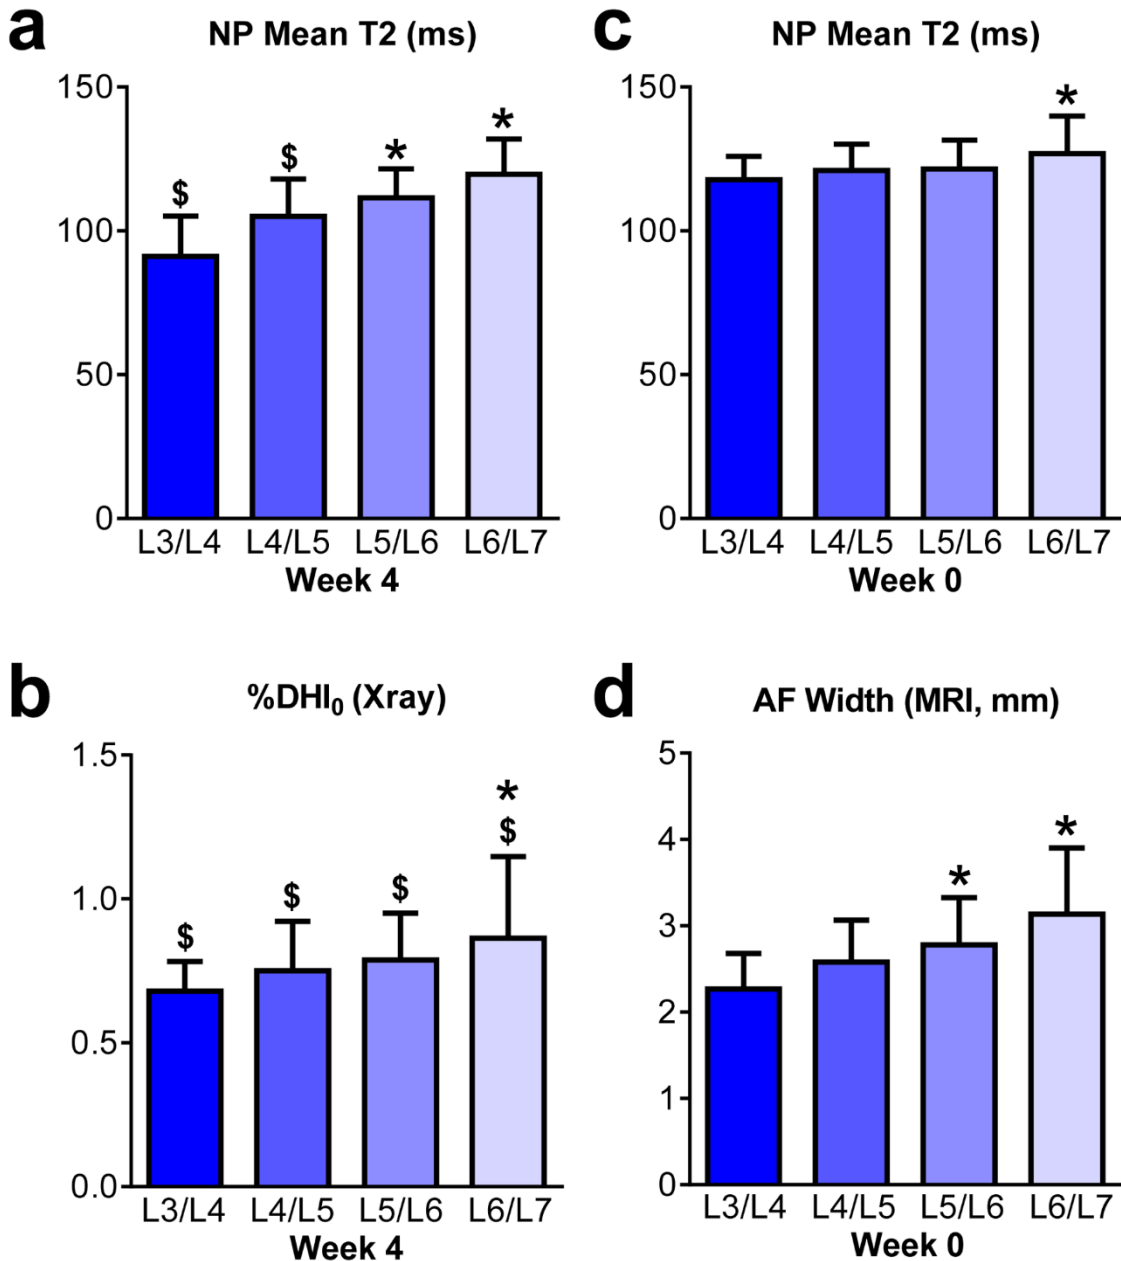 a
NP Mean T2 (ms)
150
100
50
0
$
$
*
*
L3/L4 L4/L5 L5/L6 L6/L7
Week 4
c
NP Mean T2 (ms)
150
100
50
0
*
L3/L4 L4/L5 L5/L6 L6/L7
Week 0
b
%DHI₀ (Xray)
1.5
1.0
0.5
0.0
$
$
$
*
$
L3/L4 L4/L5 L5/L6 L6/L7
Week 4
d
AF Width (MRI, mm)
5
4
3
2
1
0
*
*
L3/L4 L4/L5 L5/L6 L6/L7
Week 0